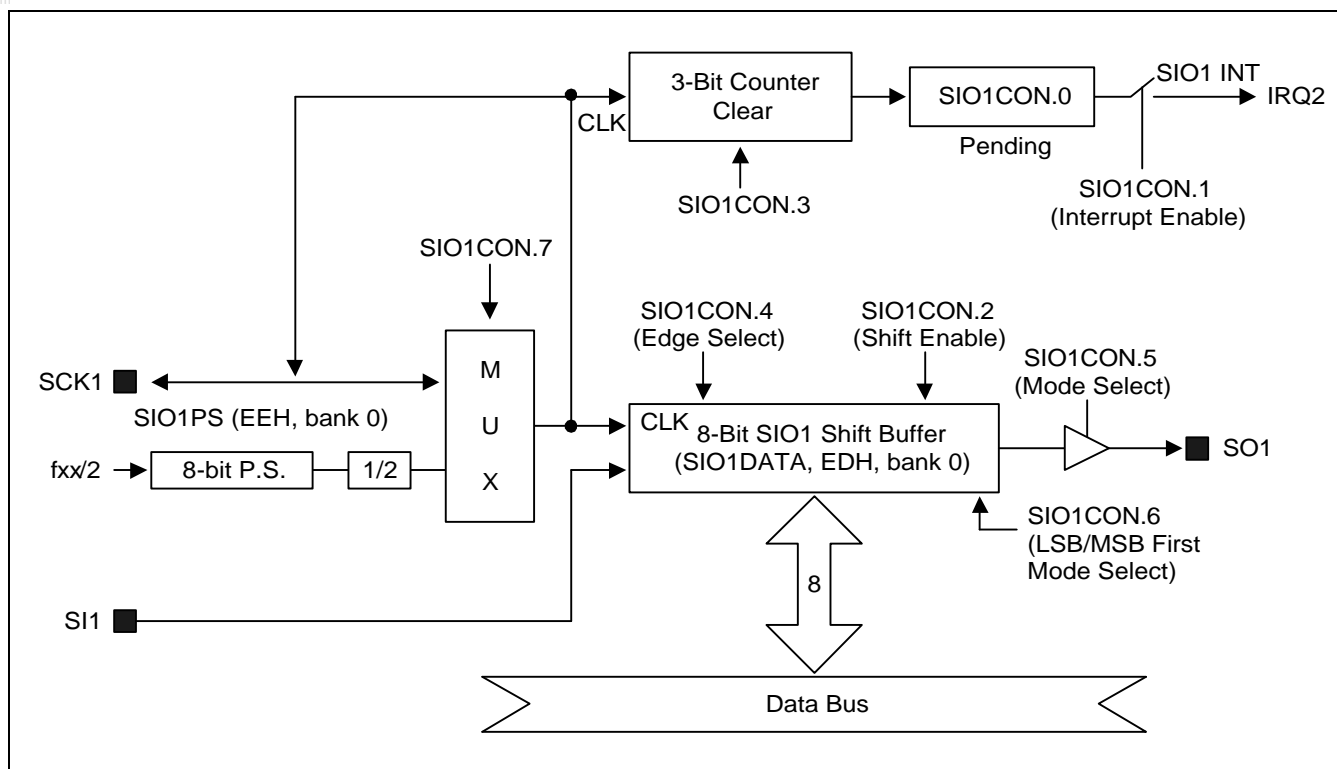 3-Bit Counter
Clear
CLK
SIO1CON.0
Pending
SIO1 INT
IRQ2
SIO1CON.3
SIO1CON.1
(Interrupt Enable)
SIO1CON.7
SIO1CON.4
(Edge Select)
SIO1CON.2
(Shift Enable)
SIO1CON.5
(Mode Select)
SCK1
SIO1PS (EEH, bank 0)
M
U
X
fxx/2
8-bit P.S.
1/2
CLK
8-Bit SIO1 Shift Buffer
(SIO1DATA, EDH, bank 0)
SO1
SIO1CON.6
(LSB/MSB First
Mode Select)
8
SI1
Data Bus